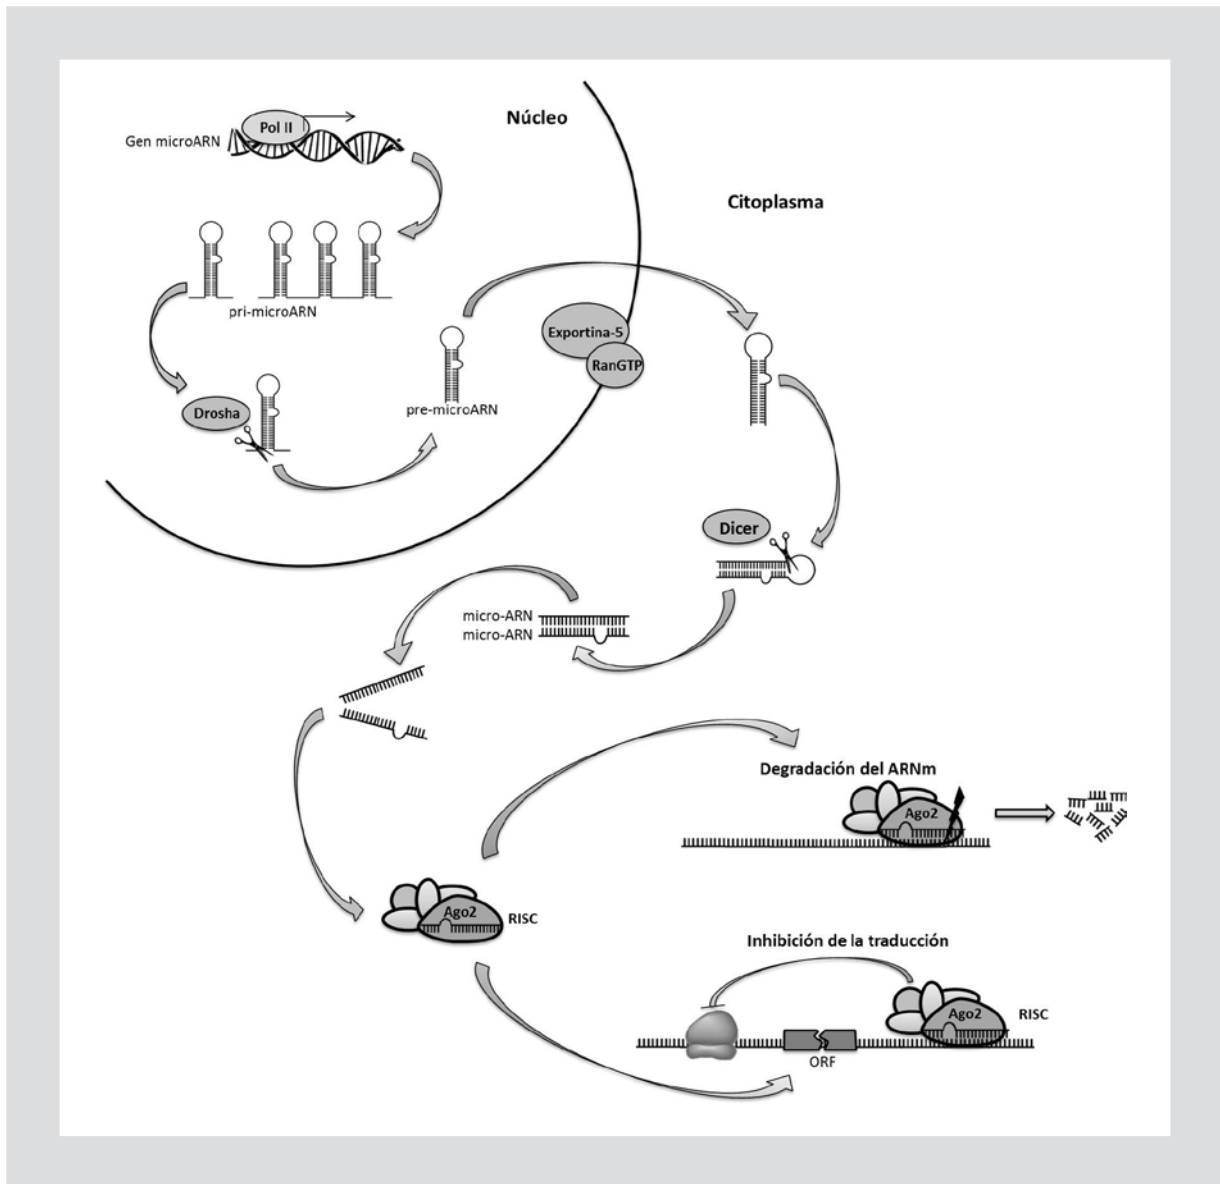 Núcleo
Pol II
Gen microARN
Citoplasma
pri-microARN
Exportina-5
RanGTP
pre-microARN
Drosha
Dicer
micro-ARN
micro-ARN
Degradación del ARNm
Ago2
Ago2
RISC
Inhibición de la traducción
Ago2
RISC
ORF